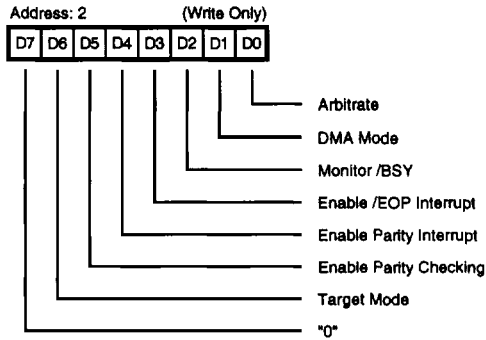 Address: 2 (Write Only)
D7 D6 D5 D4 D3 D2 D1 D0
Arbitrate
DMA Mode
Monitor /BSY
Enable /EOP Interrupt
Enable Parity Interrupt
Enable Parity Checking
Target Mode
"0"